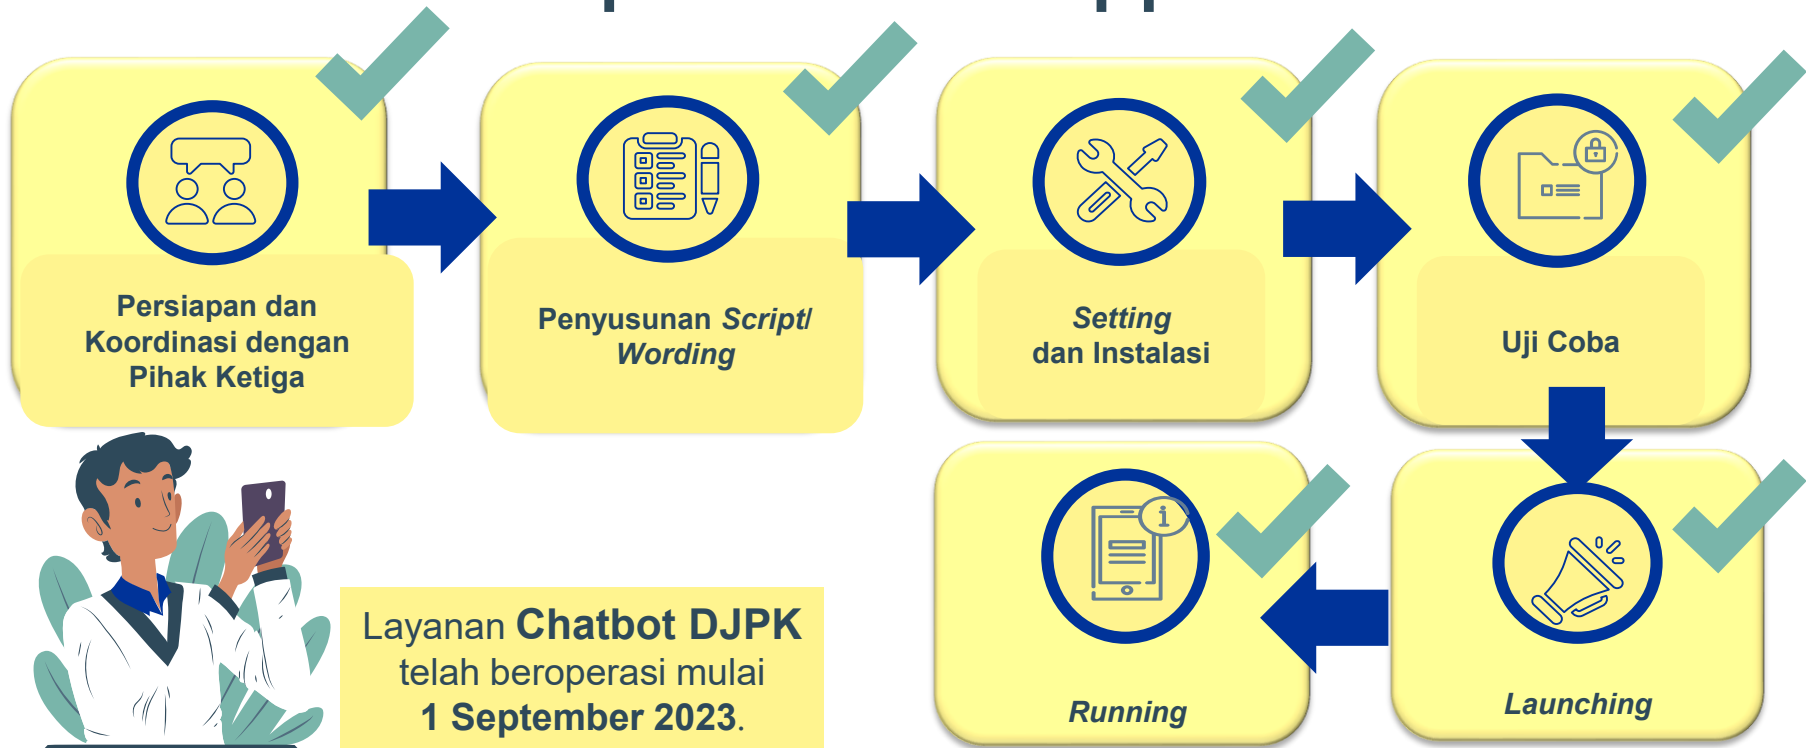 Persiapan dan
Koordinasi dengan
Pihak Ketiga
Penyusunan Script/
Wording
Setting
dan Instalasi
Uji Coba
Launching
Running
Layanan Chatbot DJPK
telah beroperasi mulai
1 September 2023.